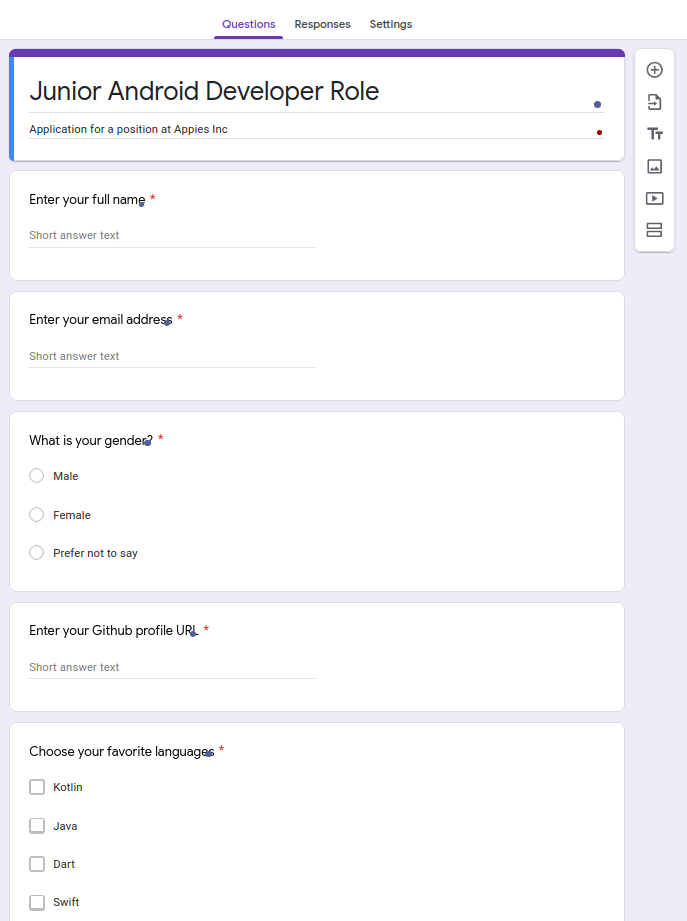 Questions Responses Settings
Junior Android Developer Role
Application for a position at Appies Inc
Enter your full name *
Short answer text
Enter your email address *
Short answer text
What is your gender? *
Male
Female
Prefer not to say
Enter your Github profile URL *
Short answer text
Choose your favorite languages *
Kotlin
Java
Dart
Swift